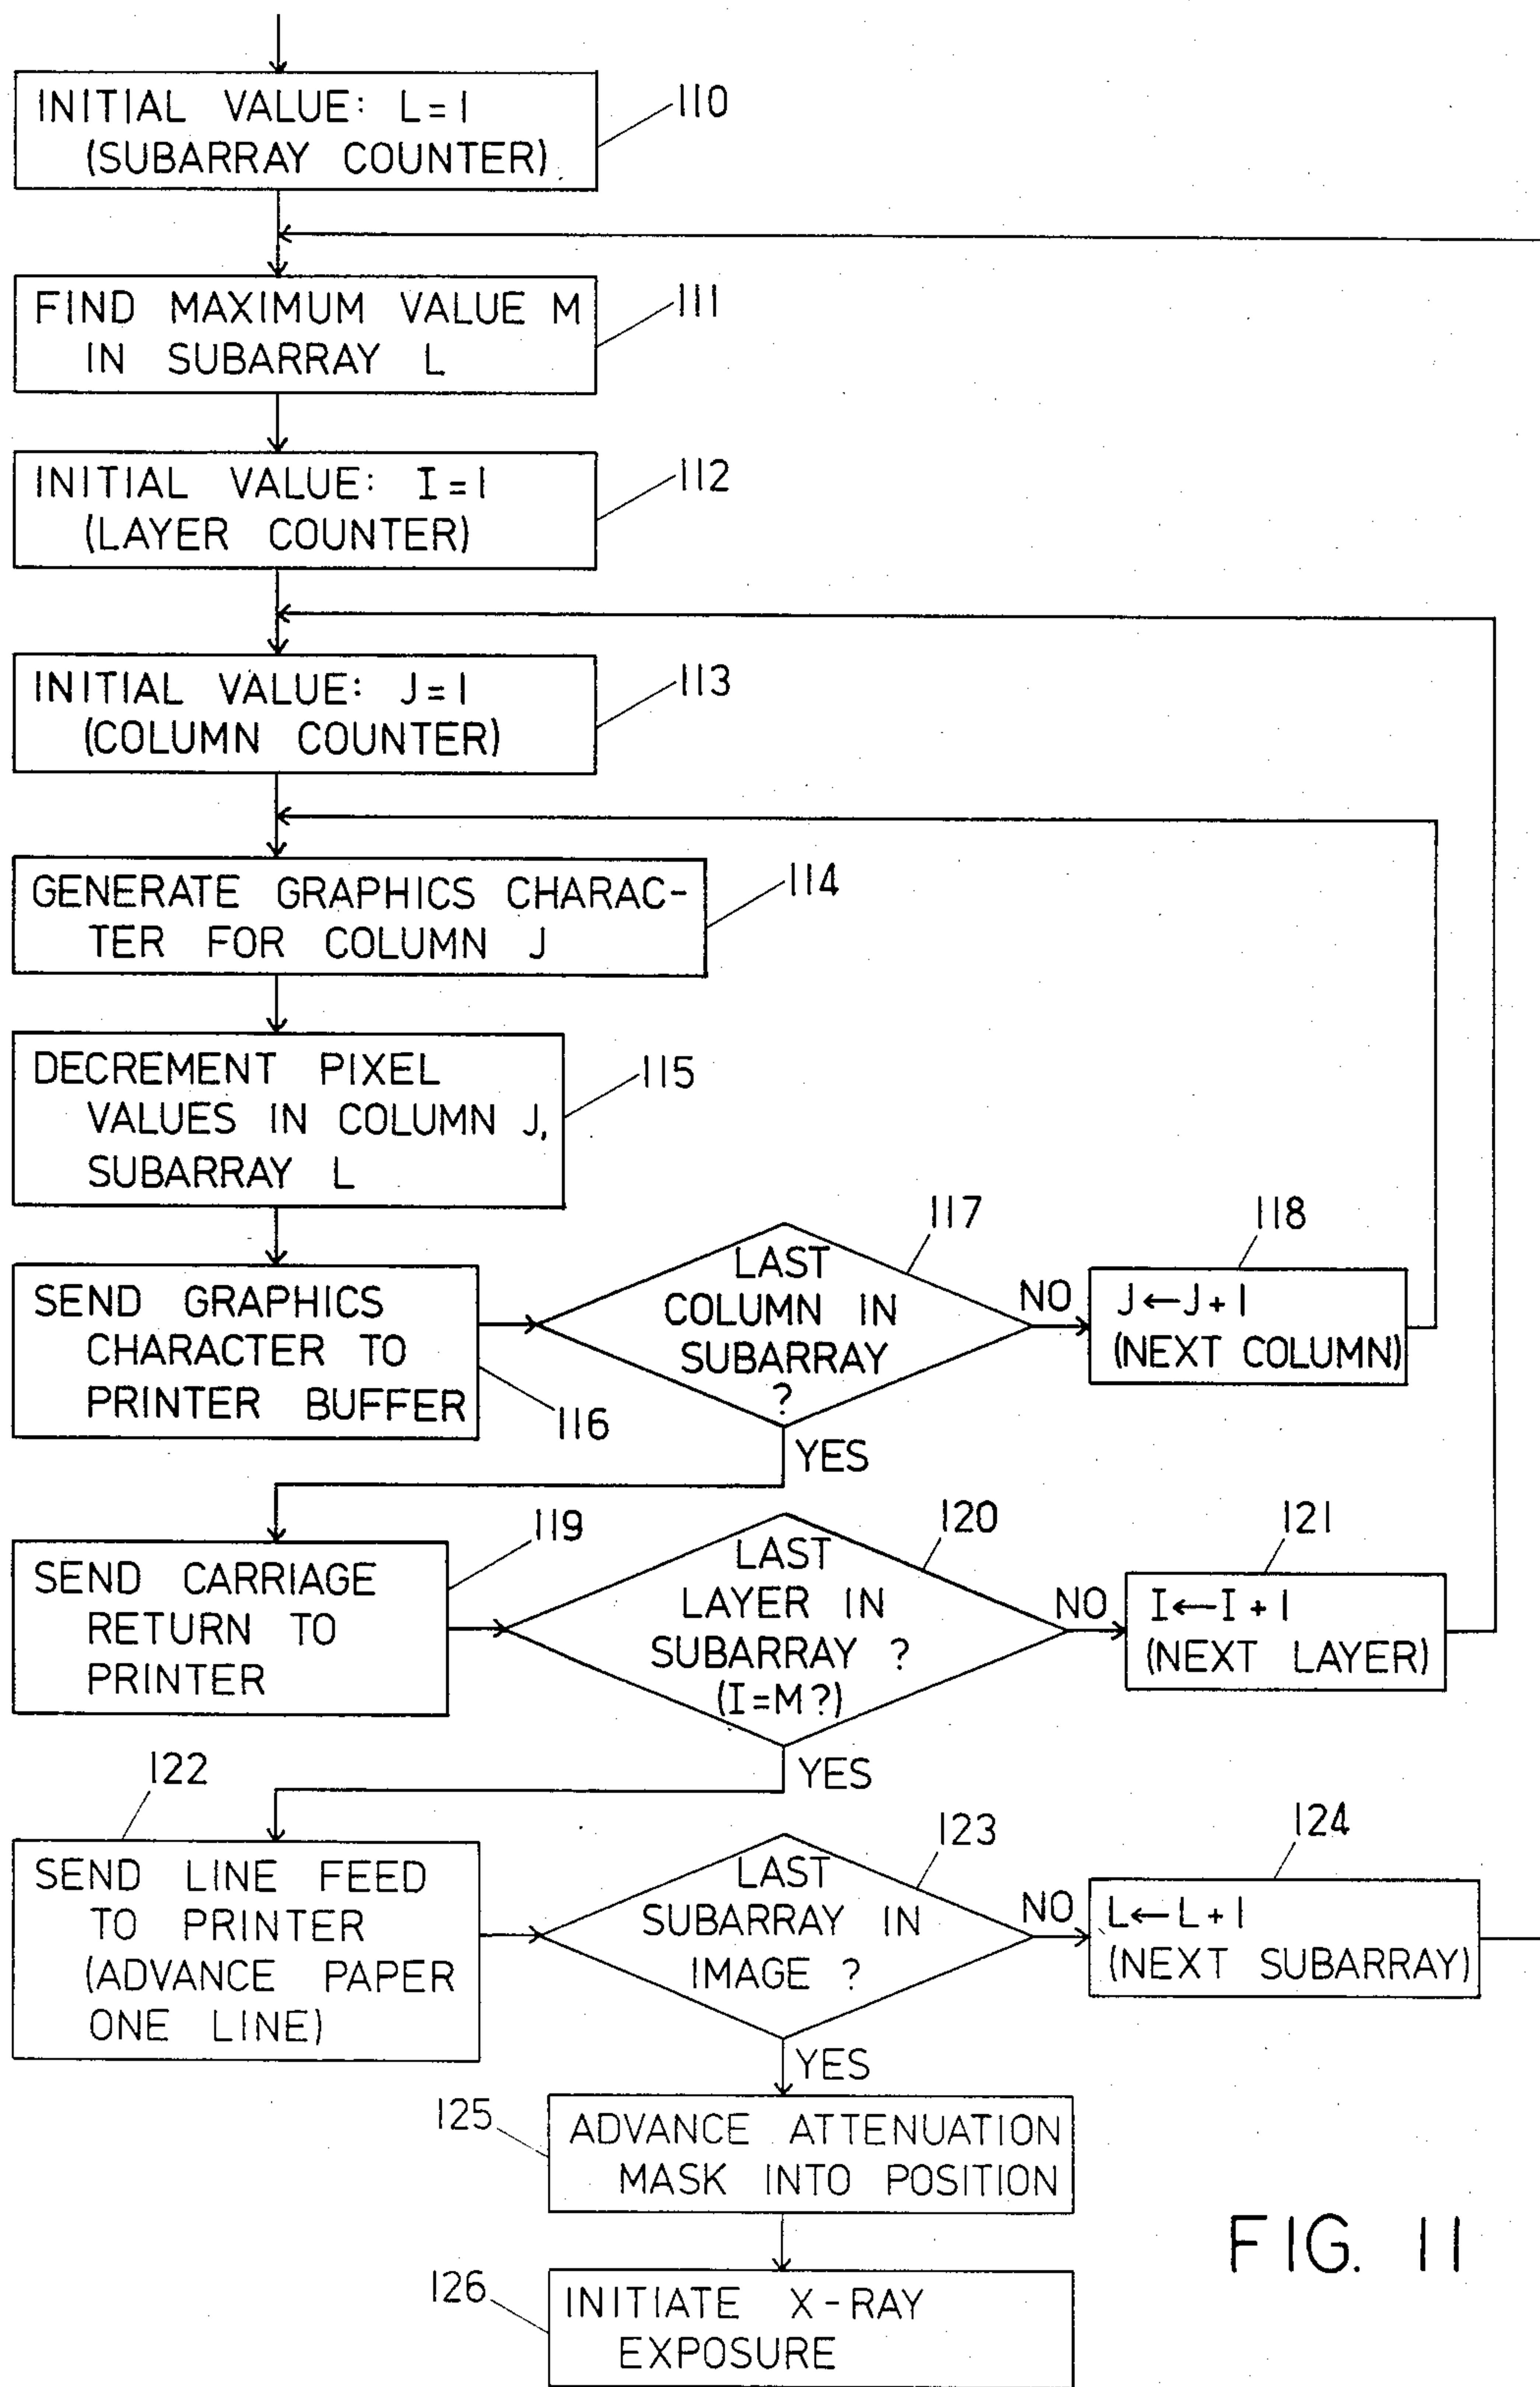 INITIAL VALUE: L=1
(SUBARRAY COUNTER)
110
FIND MAXIMUM VALUE M
IN SUBARRAY L
111
INITIAL VALUE: I=1
(LAYER COUNTER)
112
INITIAL VALUE: J=1
(COLUMN COUNTER)
113
GENERATE GRAPHICS CHARAC-
TER FOR COLUMN J
114
DECREMENT PIXEL
VALUES IN COLUMN J,
SUBARRAY L
115
SEND GRAPHICS
CHARACTER TO
PRINTER BUFFER
116
LAST
COLUMN IN
SUBARRAY
?
117
NO
YES
J←J+1
(NEXT COLUMN)
118
SEND CARRIAGE
RETURN TO
PRINTER
119
LAST
LAYER IN
SUBARRAY ?
(I=M?)
120
NO
YES
I←I+1
(NEXT LAYER)
121
SEND LINE FEED
TO PRINTER
(ADVANCE PAPER
ONE LINE)
122
LAST
SUBARRAY IN
IMAGE ?
123
NO
YES
L←L+1
(NEXT SUBARRAY)
124
ADVANCE ATTENUATION
MASK INTO POSITION
125
INITIATE X-RAY
EXPOSURE
126
FIG. 11